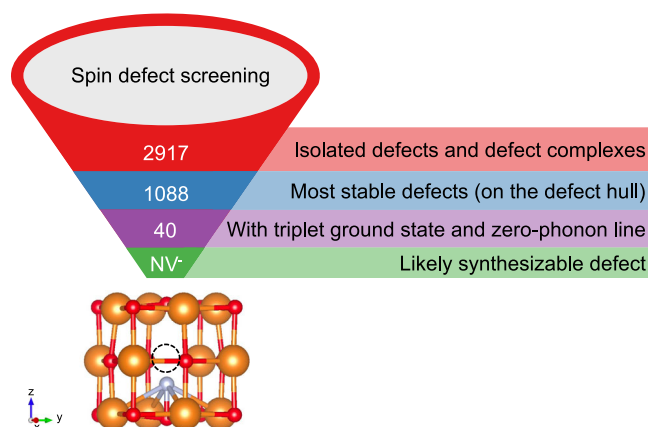 Spin defect screening
2917 Isolated defects and defect complexes
1088 Most stable defects (on the defect hull)
40 With triplet ground state and zero-phonon line
NV⁻ Likely synthesizable defect
z
x y